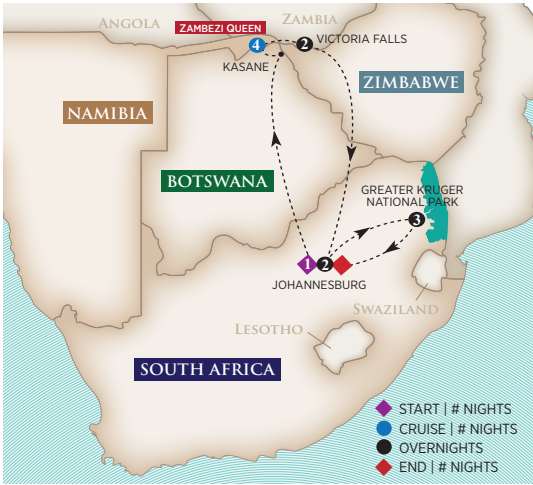 ANGOLA
ZAMBIA
ZAMBEZI QUEEN
4
2
VICTORIA FALLS
KASANE
ZIMBABWE
NAMIBIA
BOTSWANA
GREATER KRUGER
NATIONAL PARK
3
1
2
JOHANNESBURG
SWAZILAND
LESOTHO
SOUTH AFRICA
START | # NIGHTS
CRUISE | # NIGHTS
OVERNIGHTS
END | # NIGHTS